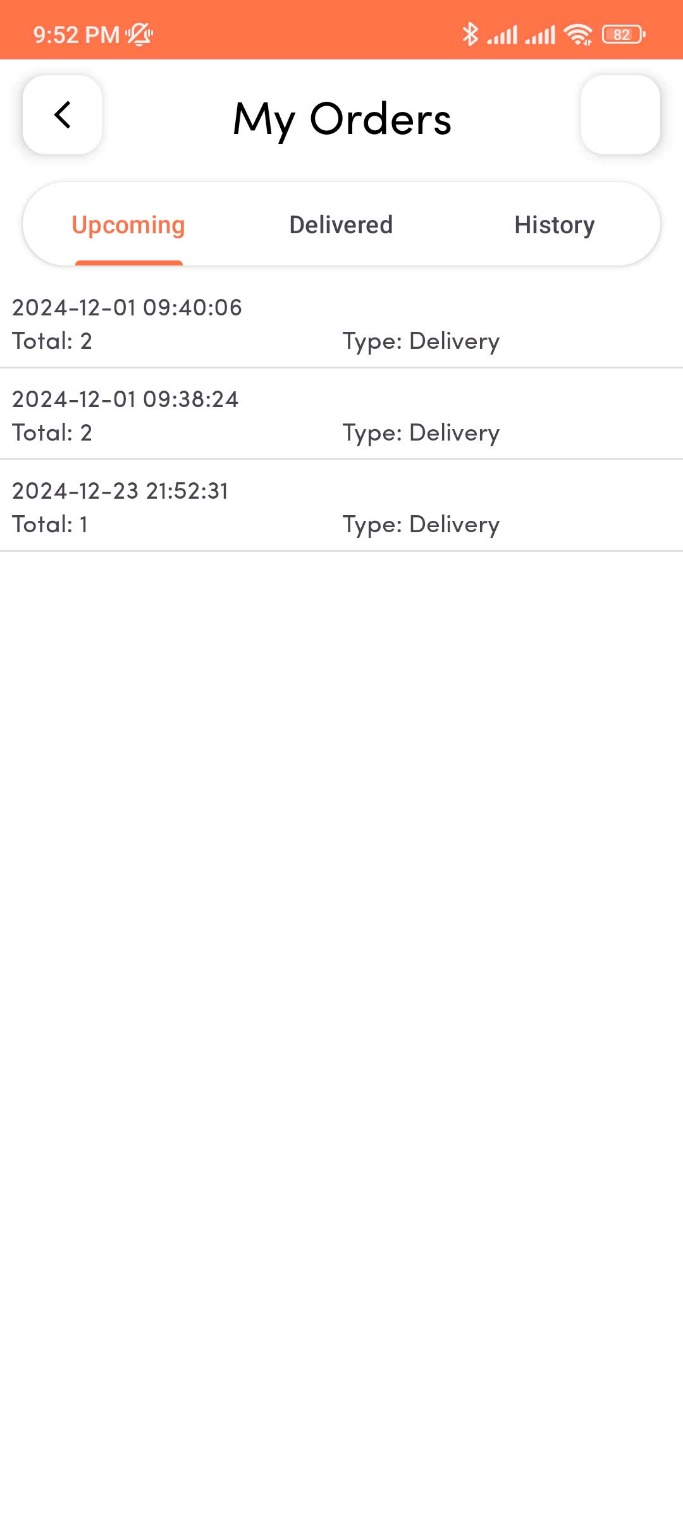 9:52 PM 82
My Orders
Upcoming Delivered History
2024-12-01 09:40:06
Total: 2 Type: Delivery
2024-12-01 09:38:24
Total: 2 Type: Delivery
2024-12-23 21:52:31
Total: 1 Type: Delivery